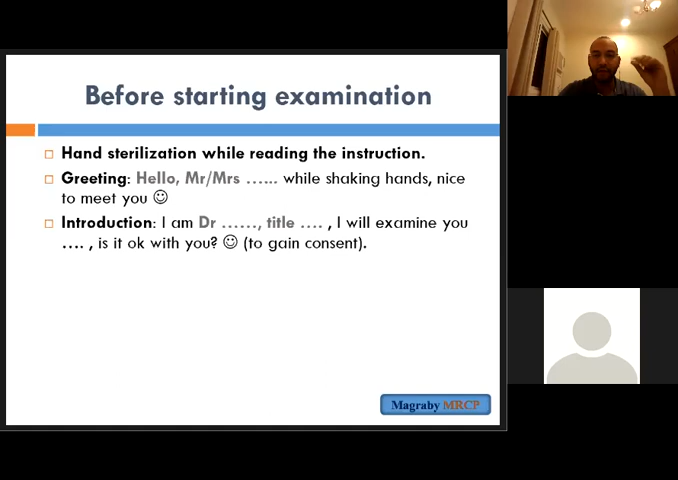 Before starting examination
Hand sterilization while reading the instruction.
Greeting: Hello, Mr/Mrs ...... while shaking hands, nice
to meet you ☺
Introduction: I am Dr ......, title .... , I will examine you
.... , is it ok with you? ☺ (to gain consent).
Magraby MRCP